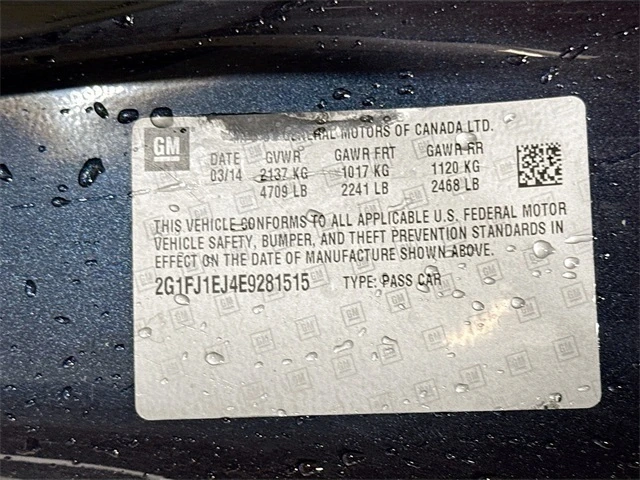 GENERAL MOTORS OF CANADA LTD.
GM
DATE GVWR GAWR FRT GAWR RR
03/14 2137 KG 1017 KG 1120 KG
4709 LB 2241 LB 2468 LB
THIS VEHICLE CONFORMS TO ALL APPLICABLE U.S. FEDERAL MOTOR
VEHICLE SAFETY, BUMPER, AND THEFT PREVENTION STANDARDS IN
EFFECT ON THE DATE OF MANUFACTURE SHOWN ABOVE.
2G1FJ1EJ4E9281515 TYPE: PASS CAR